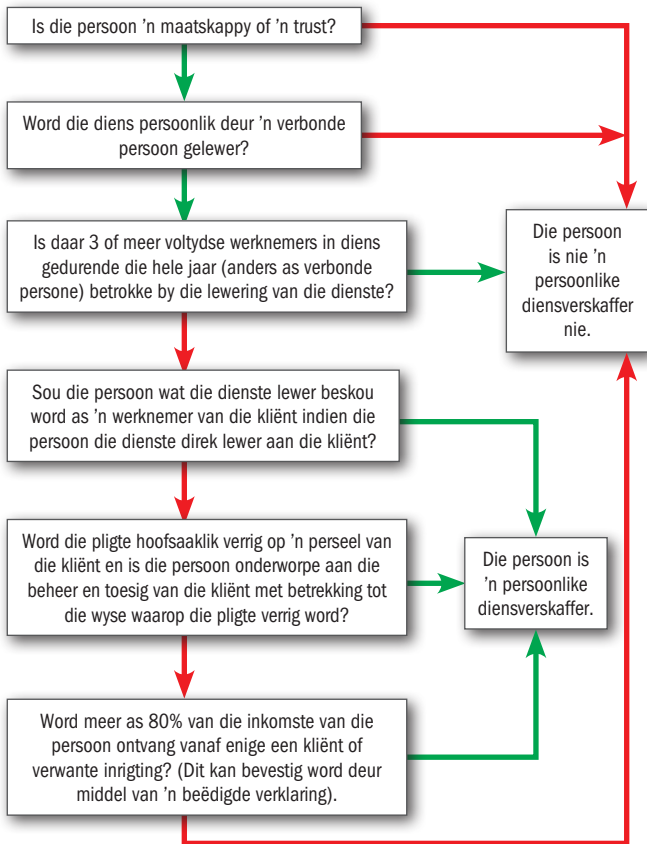 Is die persoon ’n maatskappy of ’n trust?
Word die diens persoonlik deur ’n verbonde
persoon gelewer?
Is daar 3 of meer voltydse werknemers in diens
gedurende die hele jaar (anders as verbonde
persone) betrokke by die lewering van die dienste?
Die persoon
is nie ’n
persoonlike
diensverskaffer
nie.
Sou die persoon wat die dienste lewer beskou
word as ’n werknemer van die kliënt indien die
persoon die dienste direk lewer aan die kliënt?
Word die pligte hoofsaaklik verrig op ’n perseel van
die kliënt en is die persoon onderworpe aan die
beheer en toesig van die kliënt met betrekking tot
die wyse waarop die pligte verrig word?
Die persoon is
’n persoonlike
diensverskaffer.
Word meer as 80% van die inkomste van die
persoon ontvang vanaf enige een kliënt of
verwante inrigting? (Dit kan bevestig word deur
middel van ’n beëdigde verklaring).